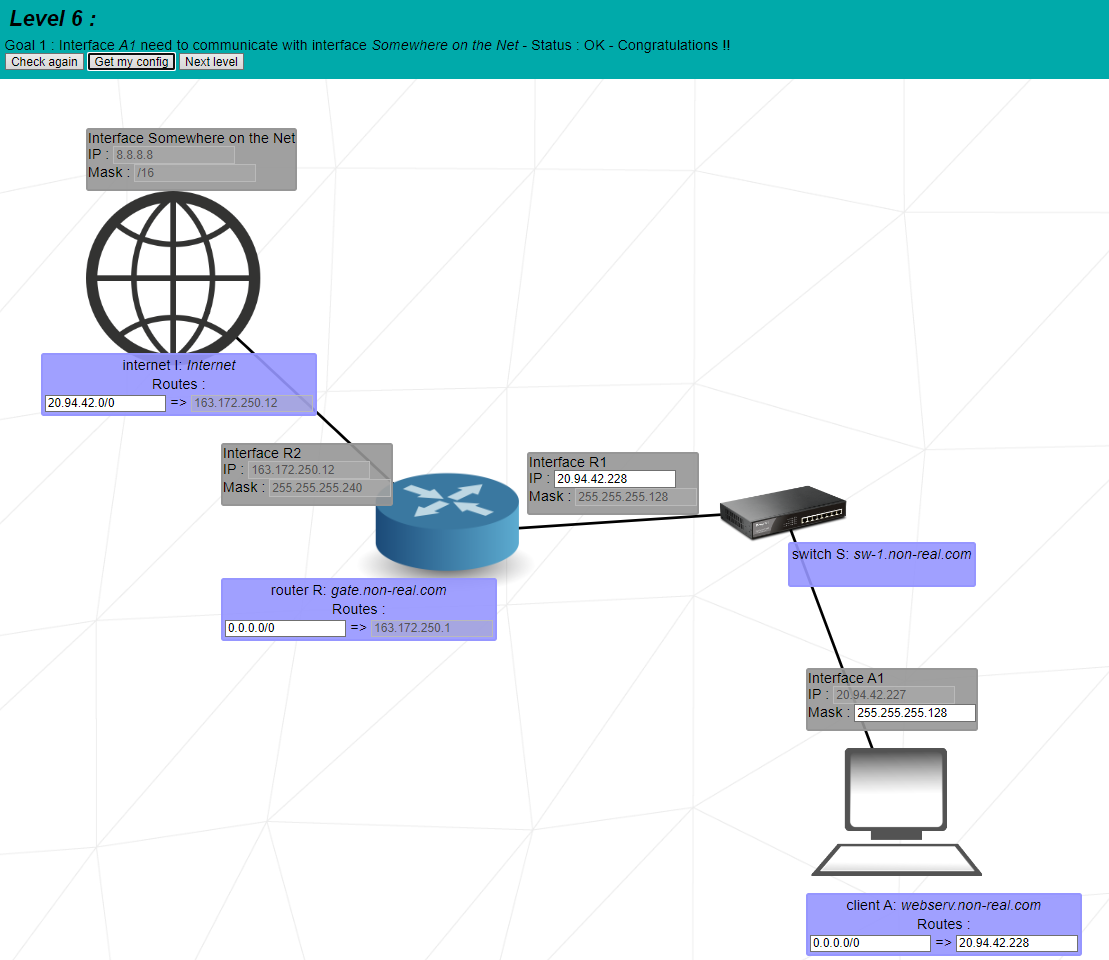 Level 6 :
Goal 1 : Interface A1 need to communicate with interface Somewhere on the Net - Status : OK - Congratulations !!
Check again Get my config Next level
Interface Somewhere on the Net
IP : 8.8.8.8
Mask : /16
internet I: Internet
Routes :
20.94.42.0/0 => 163.172.250.12
Interface R2
IP : 163.172.250.12
Mask : 255.255.255.240
Interface R1
IP : 20.94.42.228
Mask : 255.255.255.128
switch S: sw-1.non-real.com
router R: gate.non-real.com
Routes :
0.0.0.0/0 => 163.172.250.1
Interface A1
IP : 20.94.42.227
Mask : 255.255.255.128
client A: webserv.non-real.com
Routes :
0.0.0.0/0 => 20.94.42.228